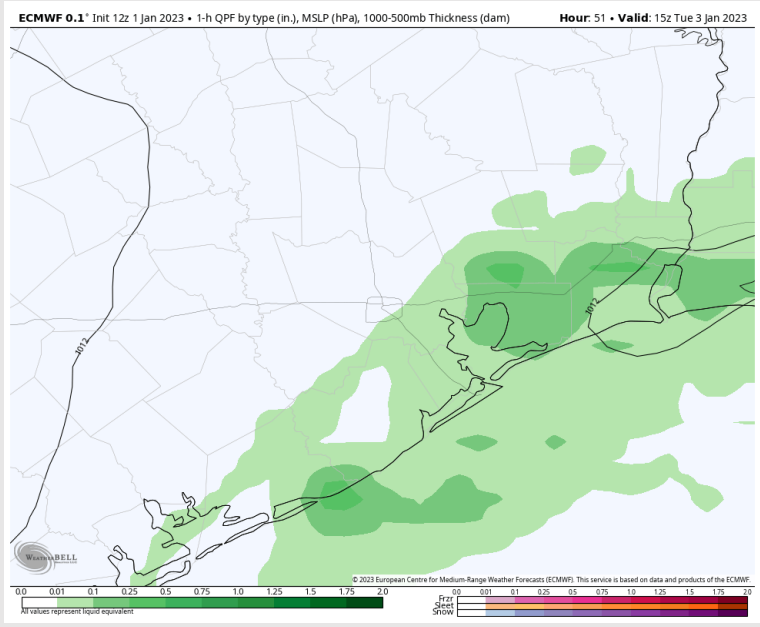 ECMWF 0.1° Init 12z 1 Jan 2023 • 1-h QPF by type (in.), MSLP (hPa), 1000-500mb Thickness (dam) Hour: 51 • Valid: 15z Tue 3 Jan 2023
1012
1012
WEATHERBELL
© 2023 European Centre for Medium-Range Weather Forecasts (ECMWF). This service is based on data and products of the ECMWF.
0.0 0.01 0.1 0.25 0.5 0.75 1.0 1.25 1.5 1.75 2.0
All values represent liquid equivalent
0.0 0.01 0.1 0.25 0.5 0.75 1.0 1.25 1.5 1.75 2.0
Frzr
Sleet
Snow